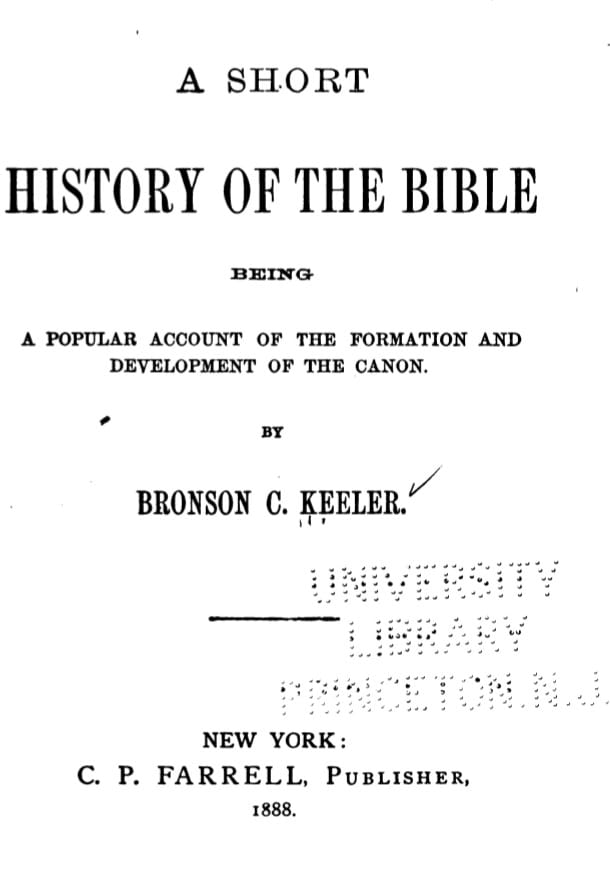 A SHORT
HISTORY OF THE BIBLE
BEING
A POPULAR ACCOUNT OF THE FORMATION AND
DEVELOPMENT OF THE CANON.
BY
BRONSON C. KEELER.
UNIVERSITY
LIBRARY
PRINCETON. N. J.
NEW YORK:
C. P. FARRELL, PUBLISHER,
1888.